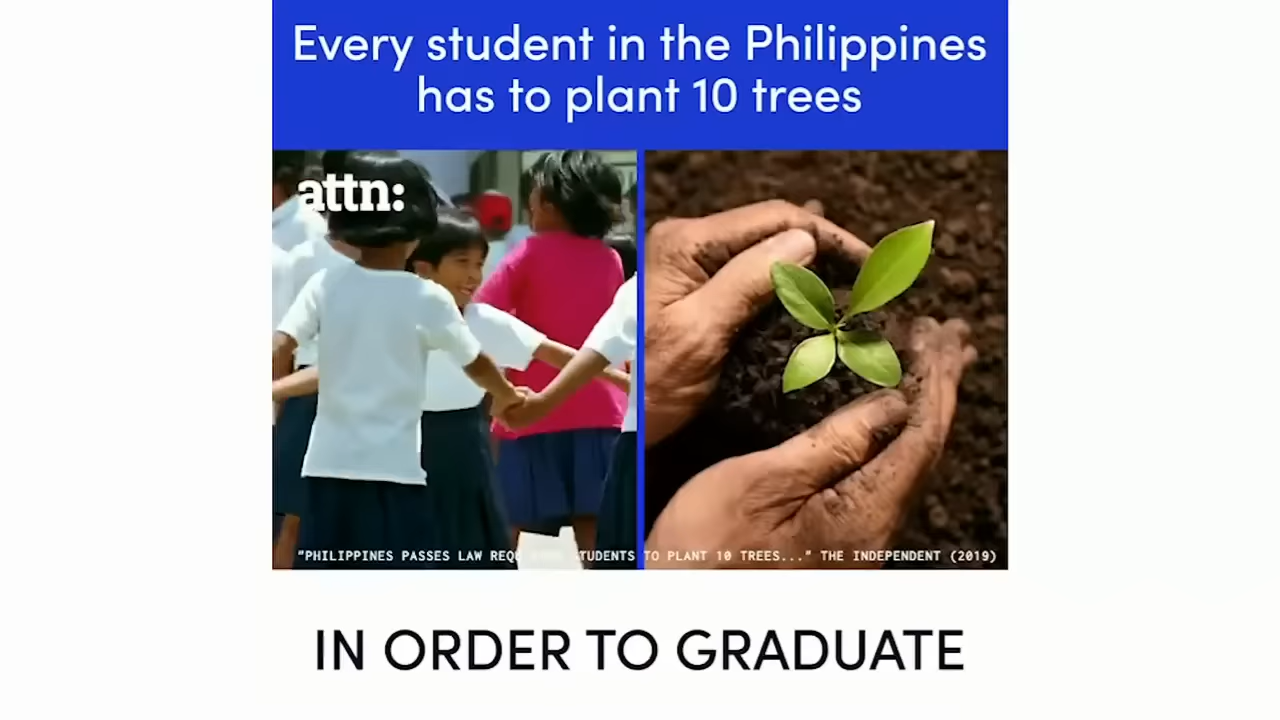 Every student in the Philippines
has to plant 10 trees
attn:
"PHILIPPINES PASSES LAW STUDENTS TO PLANT 10 TREES..." THE INDEPENDENT (2019)
IN ORDER TO GRADUATE